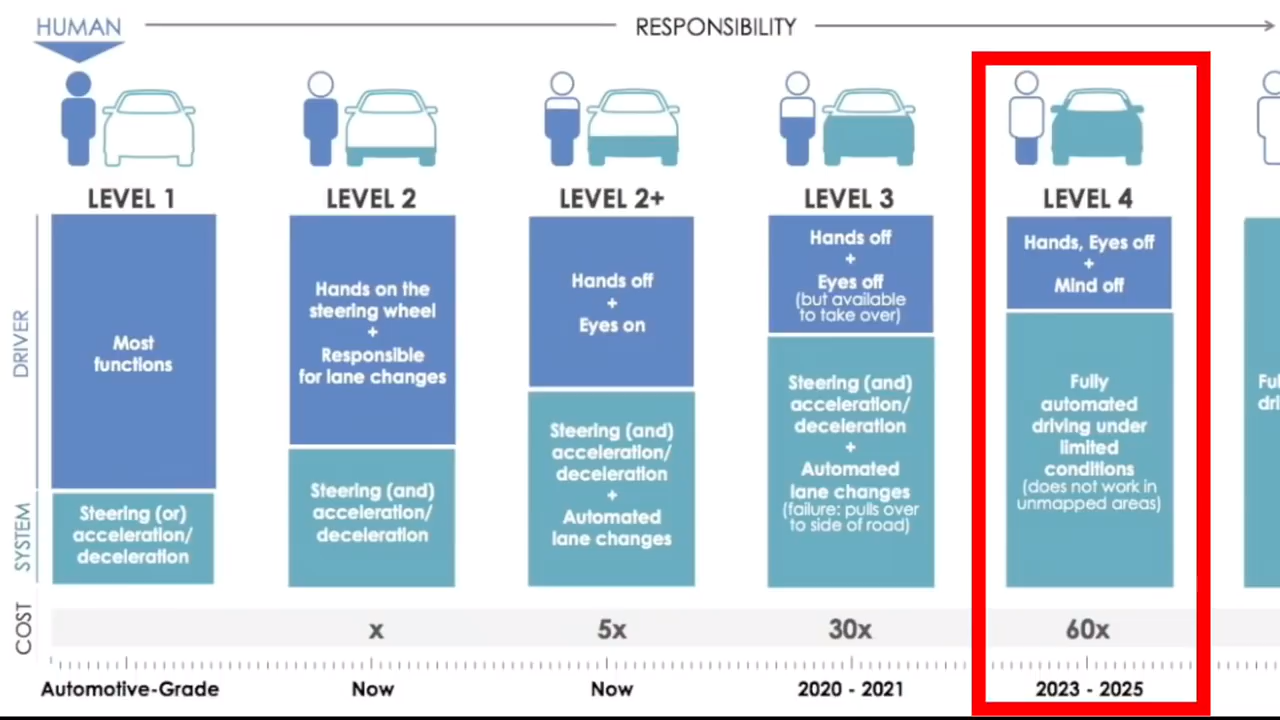 HUMAN
RESPONSIBILITY
LEVEL 1
LEVEL 2
LEVEL 2+
LEVEL 3
LEVEL 4
DRIVER
Most
functions
Hands on the
steering wheel
+
Responsible
for lane changes
Hands off
+
Eyes on
Hands off
+
Eyes off
(but available
to take over)
Hands, Eyes off
+
Mind off
SYSTEM
Steering (or)
acceleration/
deceleration
Steering (and)
acceleration/
deceleration
Steering (and)
acceleration/
deceleration
+
Automated
lane changes
Steering (and)
acceleration/
deceleration
+
Automated
lane changes
(failure: pulls over
to side of road)
Fully
automated
driving under
limited
conditions
(does not work in
unmapped areas)
COST
x
5x
30x
60x
Automotive-Grade
Now
Now
2020 - 2021
2023 - 2025